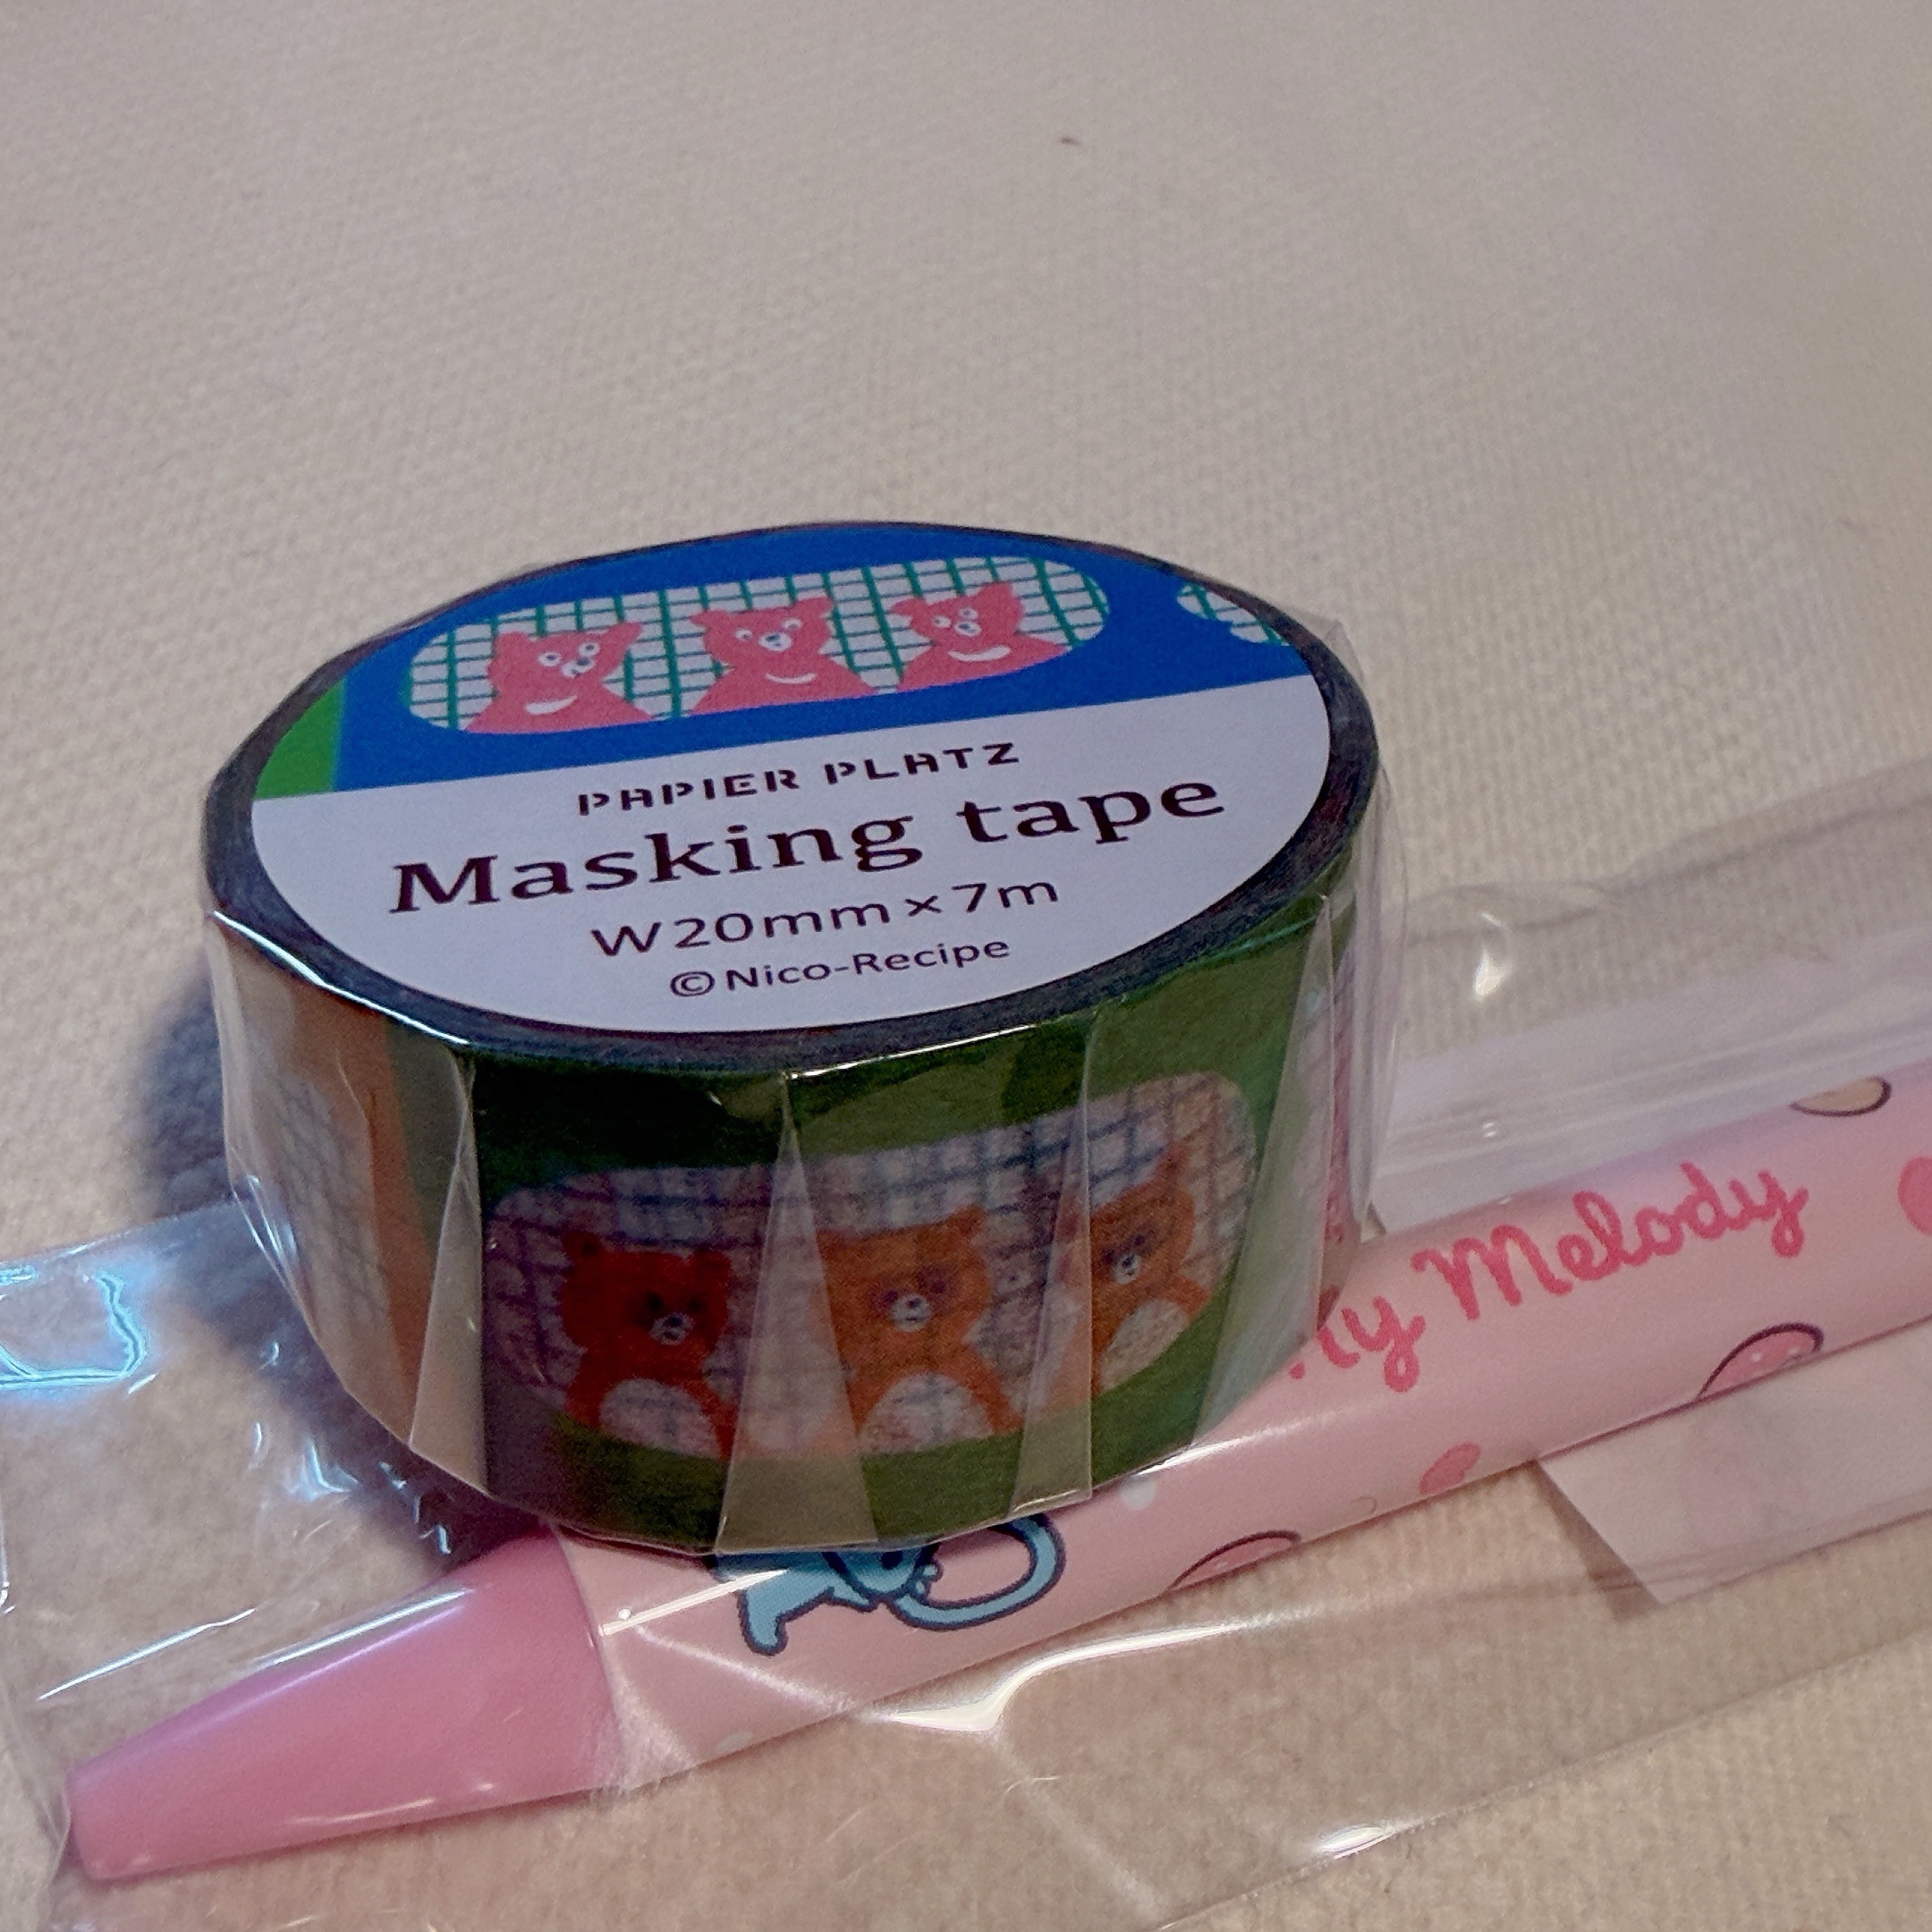 PAPIER PLATZ
Masking tape
W20mm×7m
©Nico-Recipe
My Melody